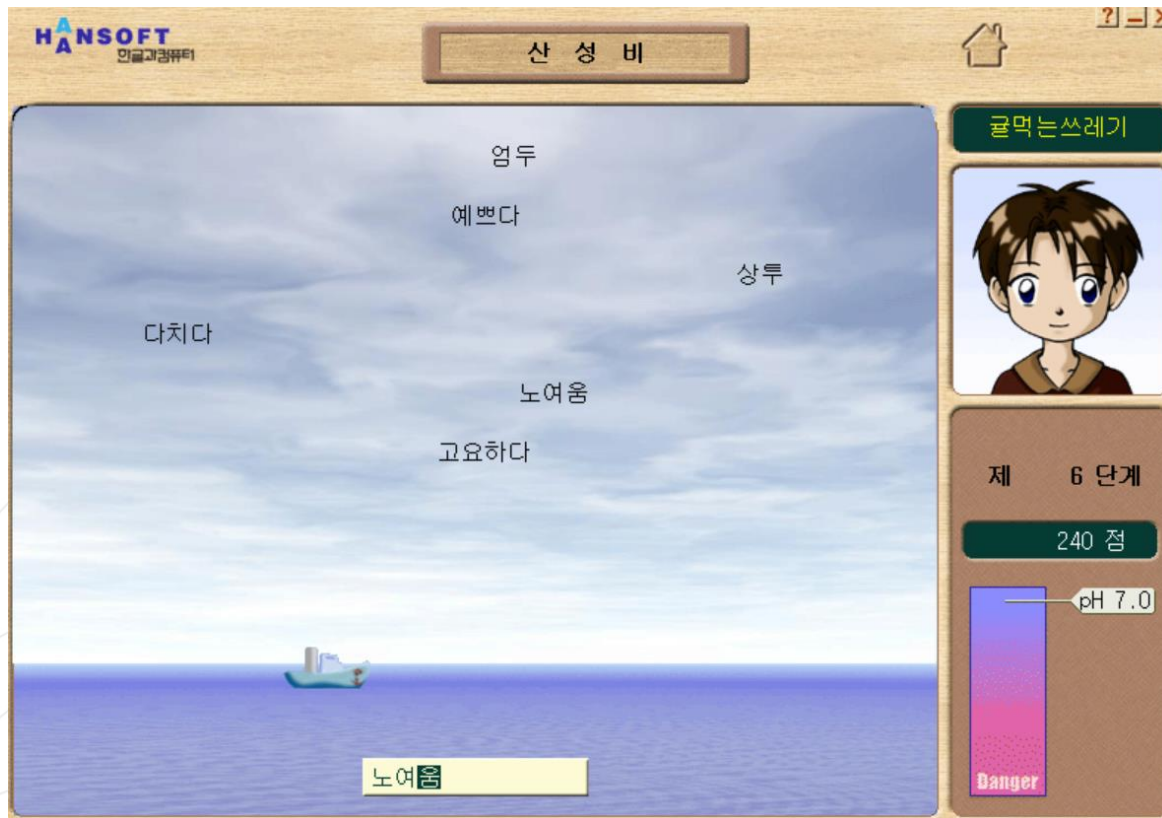 HAANSOFT
한글과컴퓨터
산 성 비
? – x
귤먹는쓰레기
엄두
예쁘다
상투
다치다
노여움
고요하다
제 6 단계
240 점
pH 7.0
Danger
노여움